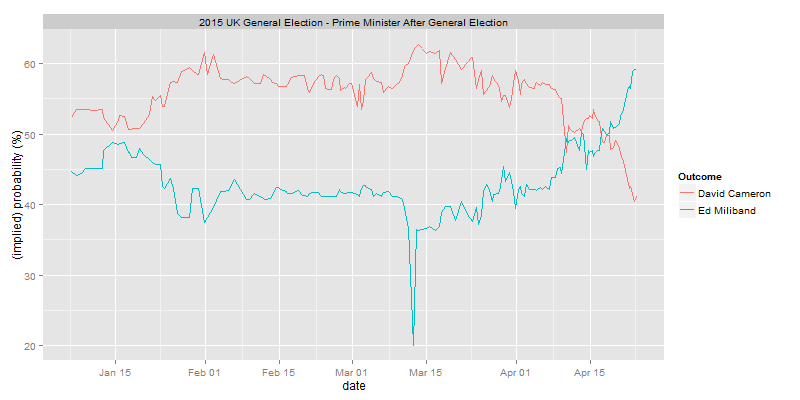 2015 UK General Election - Prime Minister After General Election
(implied) probability (%)
60
50
40
30
20
Jan 15
Feb 01
Feb 15
Mar 01
Mar 15
Apr 01
Apr 15
date
Outcome
David Cameron
Ed Miliband